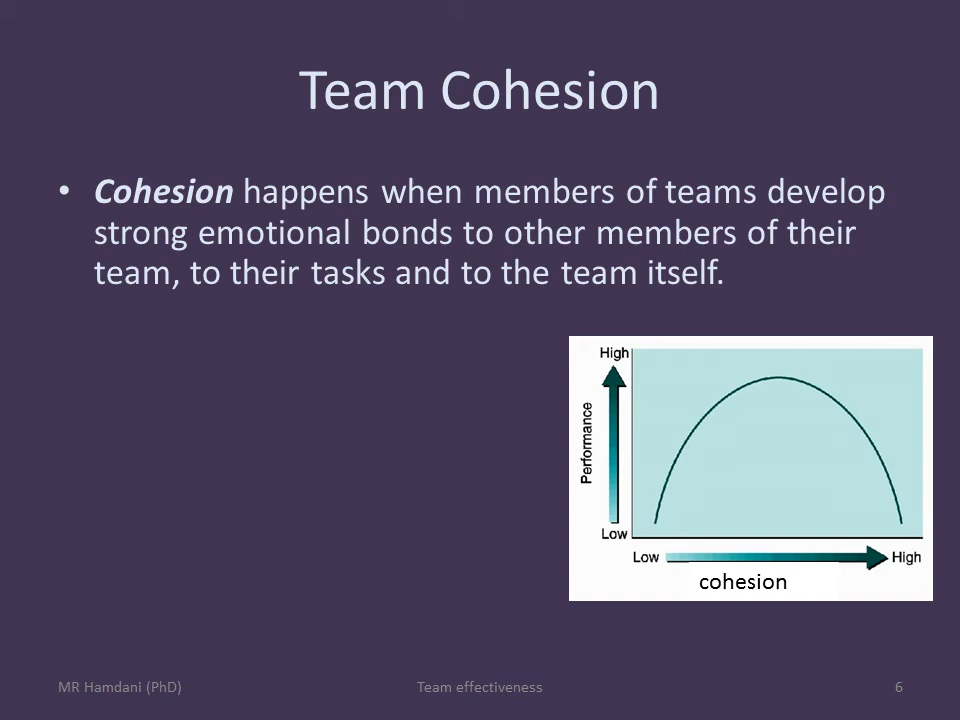 Team Cohesion
• Cohesion happens when members of teams develop
strong emotional bonds to other members of their
team, to their tasks and to the team itself.
High
Performance
Low
Low
High
cohesion
MR Hamdani (PhD)
Team effectiveness
6